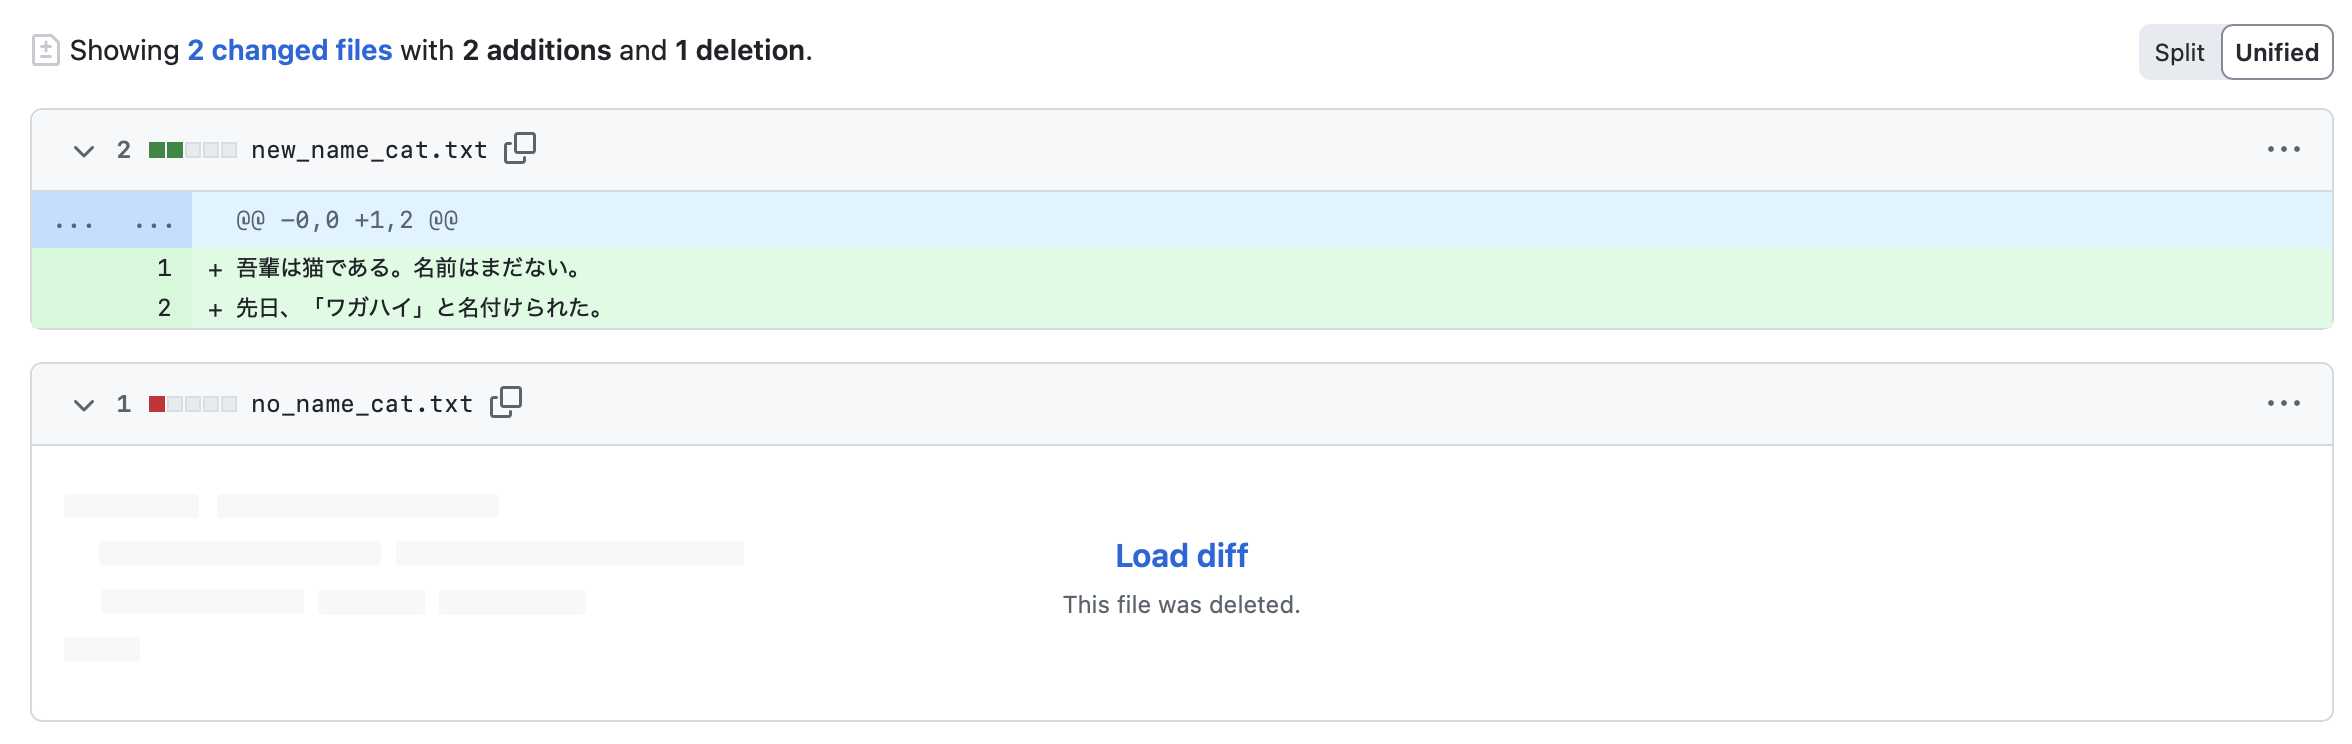 Showing 2 changed files with 2 additions and 1 deletion.
Split Unified
2 new_name_cat.txt
... ... @@ -0,0 +1,2 @@
1 + 吾輩は猫である。名前はまだない。
2 + 先日、「ワガハイ」と名付けられた。
1 no_name_cat.txt
Load diff
This file was deleted.